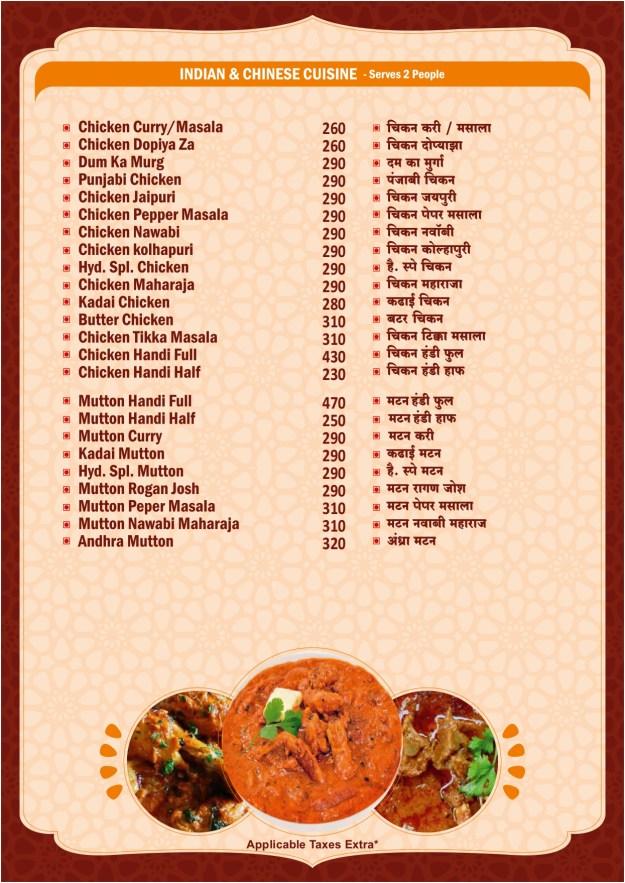 INDIAN & CHINESE CUISINE - Serves 2 People
Chicken Curry/Masala 260 चिकन करी / मसाला
Chicken Dopiya Za 260 चिकन दोप्याझा
Dum Ka Murg 290 दम का मुर्गा
Punjabi Chicken 290 पंजाबी चिकन
Chicken Jaipuri 290 चिकन जयपुरी
Chicken Pepper Masala 290 चिकन पेपर मसाला
Chicken Nawabi 290 चिकन नवॉबी
Chicken kolhapuri 290 चिकन कोल्हापुरी
Hyd. Spl. Chicken 290 है. स्पे चिकन
Chicken Maharaja 290 चिकन महाराजा
Kadai Chicken 280 कढाई चिकन
Butter Chicken 310 बटर चिकन
Chicken Tikka Masala 310 चिकन टिक्का मसाला
Chicken Handi Full 430 चिकन हंडी फुल
Chicken Handi Half 230 चिकन हंडी हाफ
Mutton Handi Full 470 मटन हंडी फुल
Mutton Handi Half 250 मटन हंडी हाफ
Mutton Curry 290 मटन करी
Kadai Mutton 290 कढाई मटन
Hyd. Spl. Mutton 290 है. स्पे मटन
Mutton Rogan Josh 290 मटन रागण जोश
Mutton Peper Masala 310 मटन पेपर मसाला
Mutton Nawabi Maharaja 310 मटन नवाबी महाराज
Andhra Mutton 320 अंध्रा मटन
Applicable Taxes Extra*